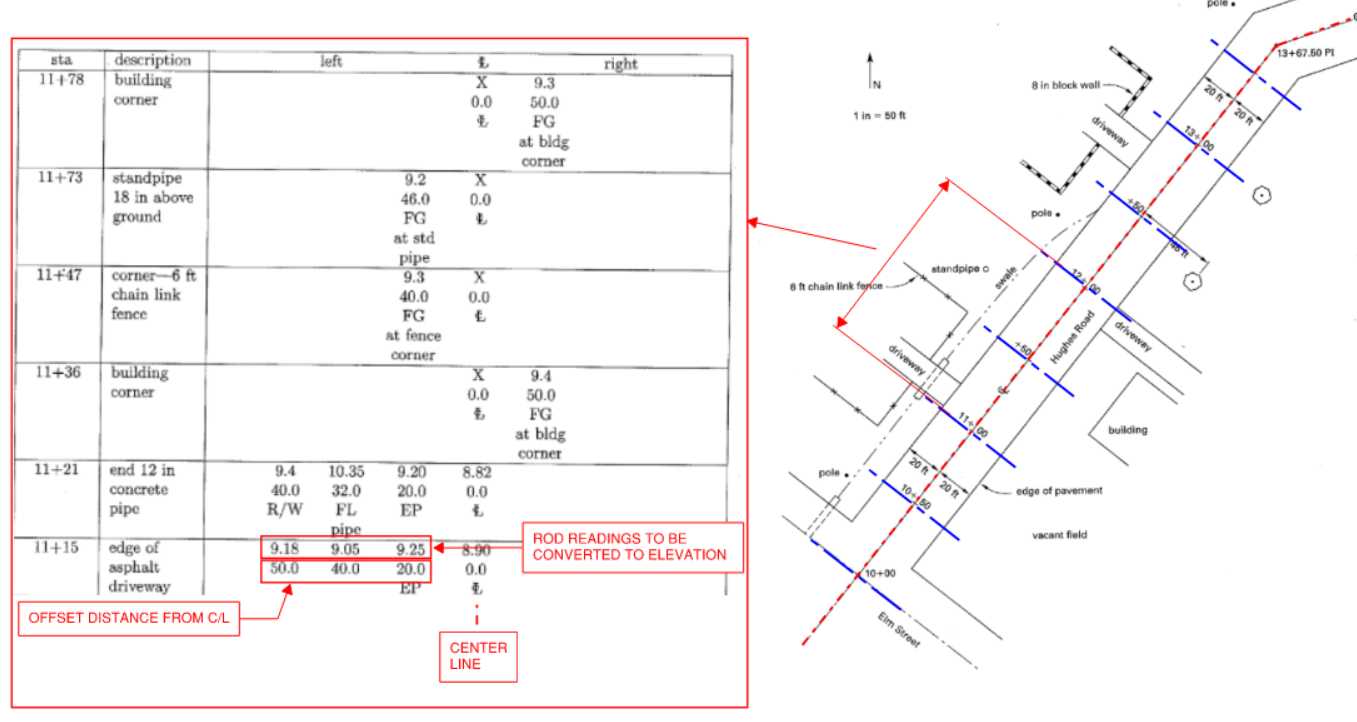 sta description left ℄ right
11+78 building X 9.3
corner 0.0 50.0
℄ FG
at bldg
corner
11+73 standpipe 9.2 X
18 in above 46.0 0.0
ground FG ℄
at std
pipe
11+47 corner—6 ft 9.3 X
chain link 40.0 0.0
fence FG ℄
at fence
corner
11+36 building X 9.4
corner 0.0 50.0
℄ FG
at bldg
corner
11+21 end 12 in 9.4 10.35 9.20 8.82
concrete 40.0 32.0 20.0 0.0
pipe R/W FL EP ℄
pipe
11+15 edge of 9.18 9.05 9.25 8.90
asphalt 50.0 40.0 20.0 0.0
driveway EP ℄
ROD READINGS TO BE
CONVERTED TO ELEVATION
OFFSET DISTANCE FROM C/L
CENTER
LINE
pole
13+67.50 PI
N
1 in = 50 ft
8 in block wall
20 ft
20 ft
driveway
13+00
pole
+50
45 ft
standpipe
swale
6 ft chain link fence
12+00
Hughes Road
driveway
+50
driveway
11+00
building
pole
20 ft
20 ft
10+50
edge of pavement
vacant field
10+00
Elm Street